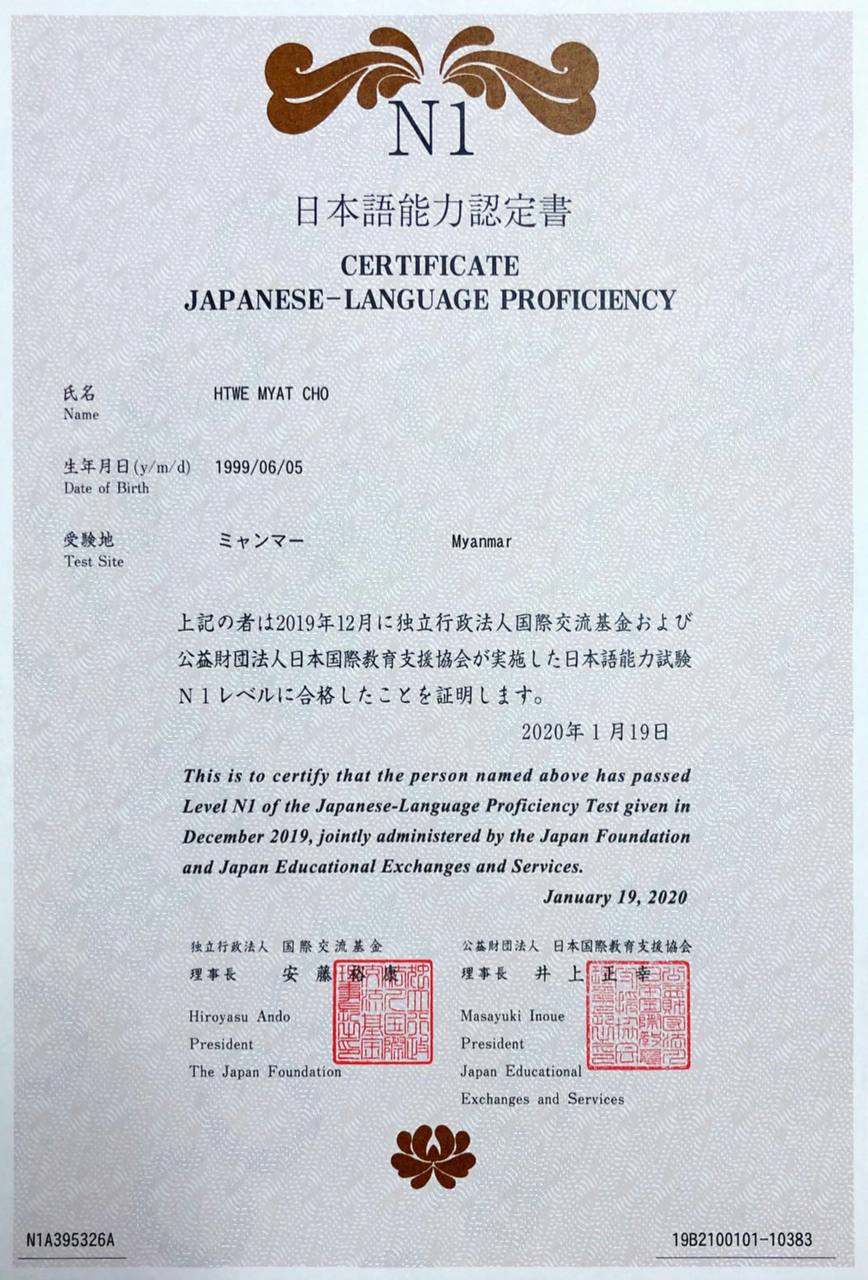 N1
日本語能力認定書
CERTIFICATE
JAPANESE-LANGUAGE PROFICIENCY
氏名 HTWE MYAT CHO
Name
生年月日(y/m/d) 1999/06/05
Date of Birth
受験地 ミャンマー Myanmar
Test Site
上記の者は2019年12月に独立行政法人国際交流基金および
公益財団法人日本国際教育支援協会が実施した日本語能力試験
N1レベルに合格したことを証明します。
2020年1月19日
This is to certify that the person named above has passed
Level N1 of the Japanese-Language Proficiency Test given in
December 2019, jointly administered by the Japan Foundation
and Japan Educational Exchanges and Services.
January 19, 2020
独立行政法人 国際交流基金
理事長 安藤裕康
Hiroyasu Ando
President
The Japan Foundation
公益財団法人 日本国際教育支援協会
理事長 井上正幸
Masayuki Inoue
President
Japan Educational
Exchanges and Services
N1A395326A
19B2100101-10383